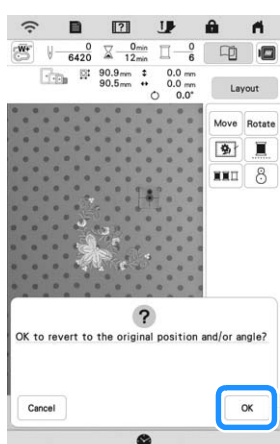 W+
0
6420
0min
12min
0
6
90.9mm
90.5mm
0.0 mm
0.0 mm
0.0°
Layout
Move
Rotate
?
OK to revert to the original position and/or angle?
Cancel
OK